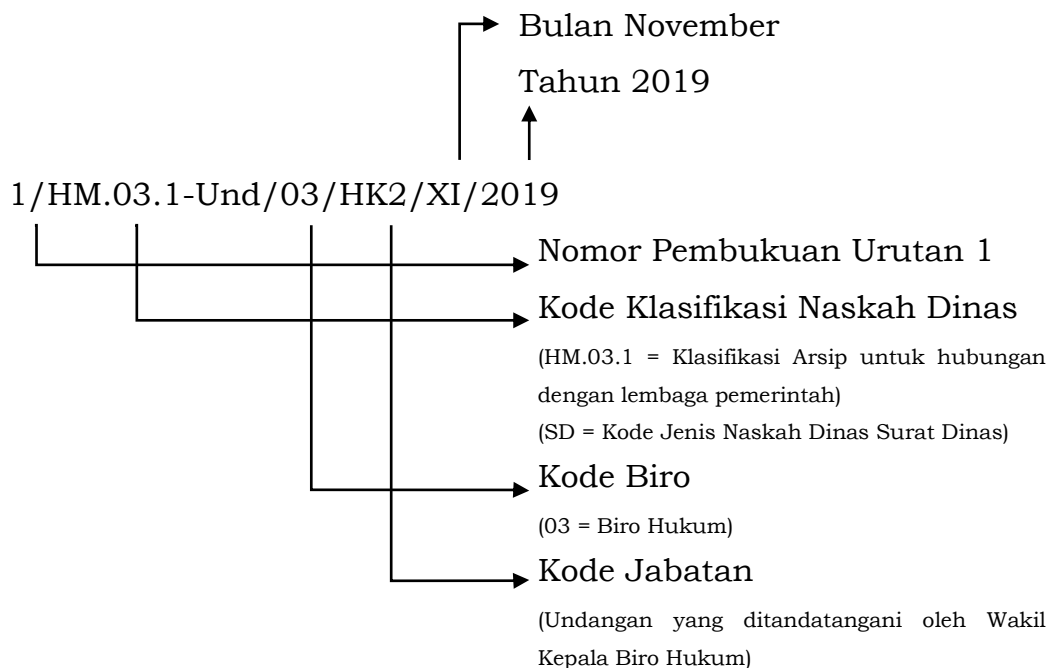 Bulan November
Tahun 2019
1/HM.03.1-Und/03/HK2/XI/2019
Nomor Pembukuan Urutan 1
Kode Klasifikasi Naskah Dinas
(HM.03.1 = Klasifikasi Arsip untuk hubungan
dengan lembaga pemerintah)
(SD = Kode Jenis Naskah Dinas Surat Dinas)
Kode Biro
(03 = Biro Hukum)
Kode Jabatan
(Undangan yang ditandatangani oleh Wakil
Kepala Biro Hukum)